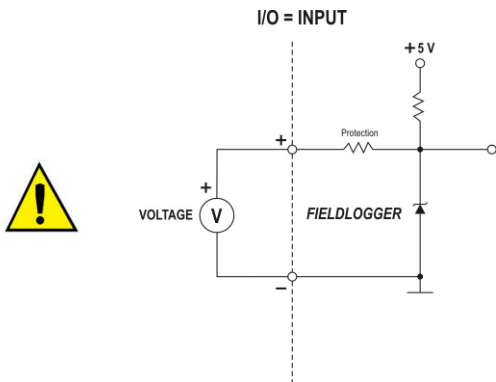 I/O = INPUT
+5 V
+
Protection
+
VOLTAGE
V
FIELDLOGGER
−